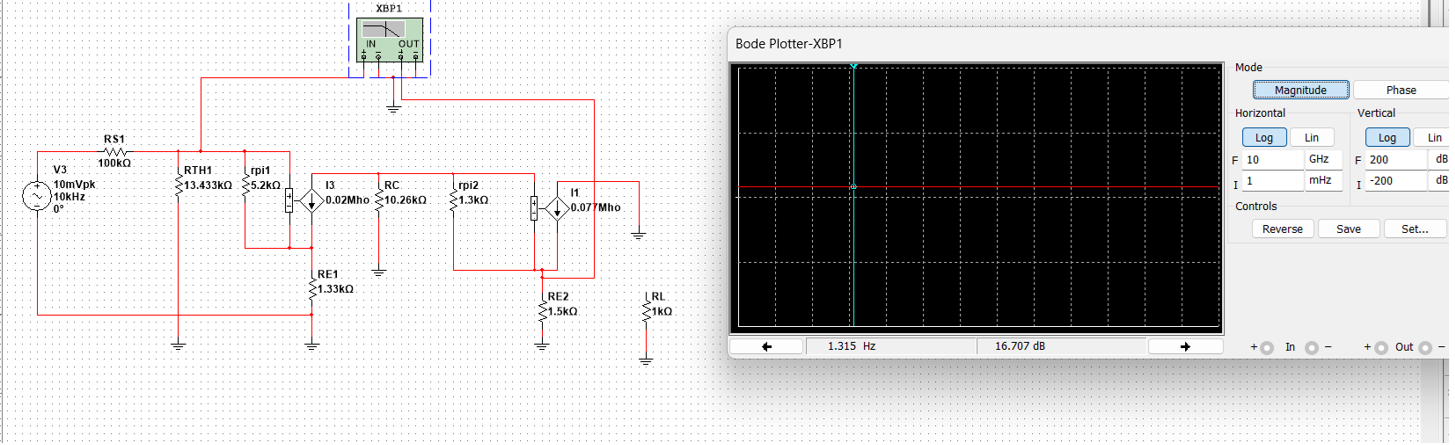 XBP1
IN OUT
RS1
100kΩ
V3
10mVpk
10kHz
0°
RTH1
13.433kΩ
rpi1
5.2kΩ
I3
0.02Mho
RC
10.26kΩ
rpi2
1.3kΩ
I1
0.077Mho
RE1
1.33kΩ
RE2
1.5kΩ
RL
1kΩ
Bode Plotter-XBP1
Mode
Magnitude Phase
Horizontal Vertical
Log Lin Log Lin
F 10 GHz F 200 dB
I 1 mHz I -200 dB
Controls
Reverse Save Set...
1.315 Hz 16.707 dB
+ In − + Out −